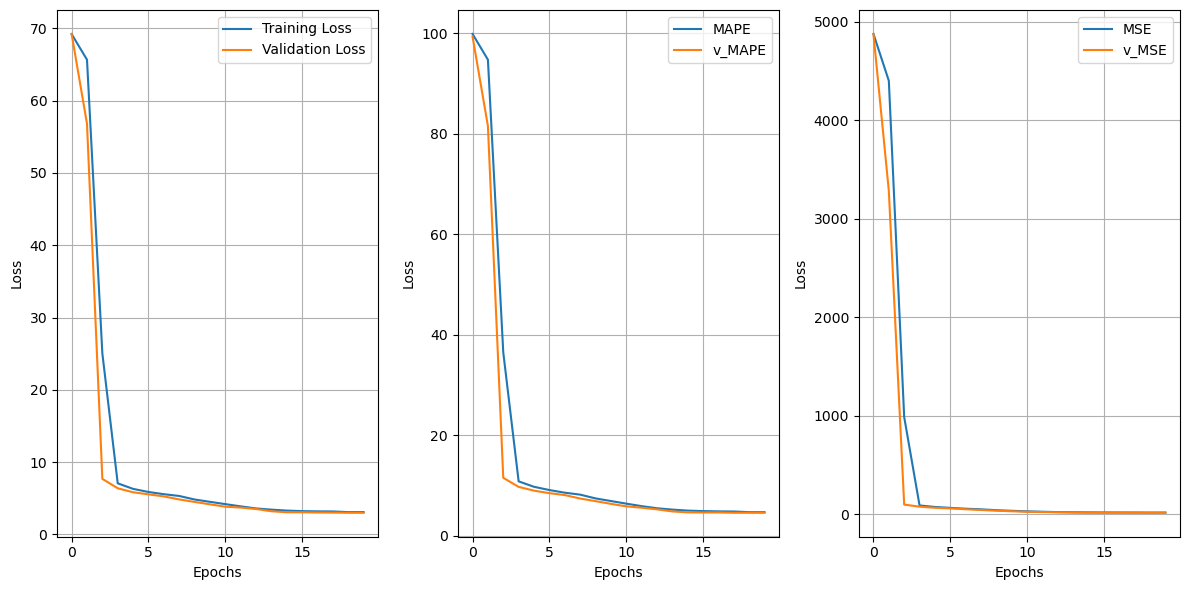 Training Loss
Validation Loss
70
60
50
40
30
20
10
0
Loss
0 5 10 15
Epochs
MAPE
v_MAPE
100
80
60
40
20
0
Loss
0 5 10 15
Epochs
MSE
v_MSE
5000
4000
3000
2000
1000
0
Loss
0 5 10 15
Epochs